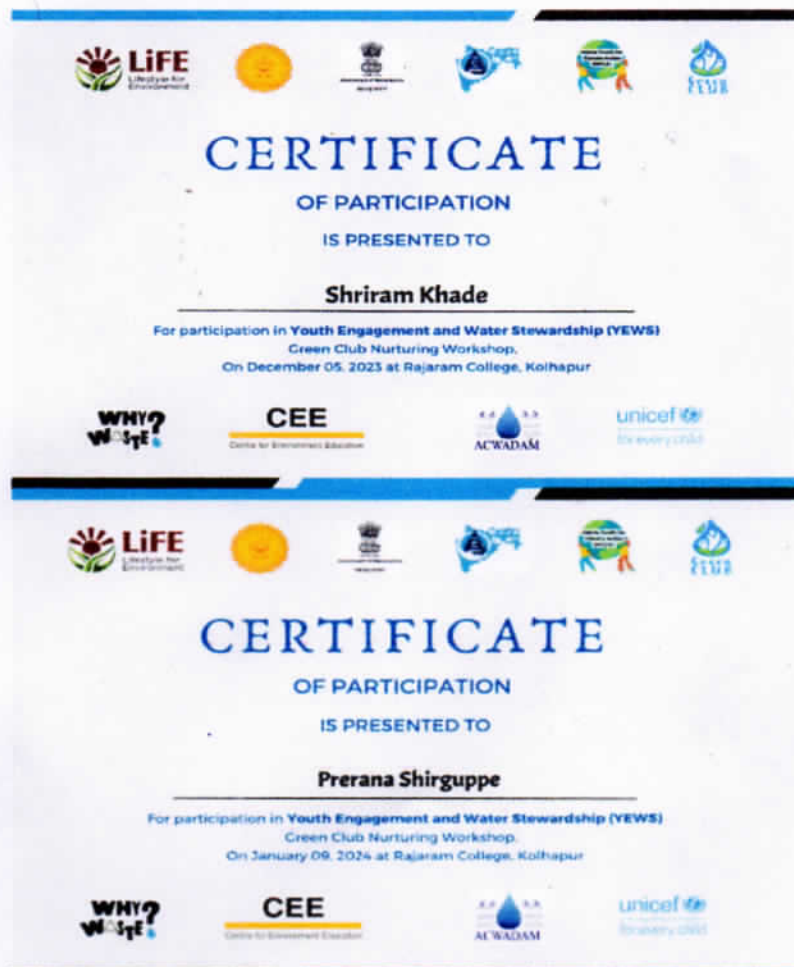 LiFE
Lifestyle for
Environment
CERTIFICATE
OF PARTICIPATION
IS PRESENTED TO
Shriram Khade
For participation in Youth Engagement and Water Stewardship (YEWS)
Green Club Nurturing Workshop,
On December 05, 2023 at Rajaram College, Kolhapur
WHY?
WASTE?
CEE
Centre for Environment Education
ACWADAM
unicef
for every child
LiFE
Lifestyle for
Environment
CERTIFICATE
OF PARTICIPATION
IS PRESENTED TO
Prerana Shirguppe
For participation in Youth Engagement and Water Stewardship (YEWS)
Green Club Nurturing Workshop,
On January 09, 2024 at Rajaram College, Kolhapur
WHY?
WASTE?
CEE
Centre for Environment Education
ACWADAM
unicef
for every child